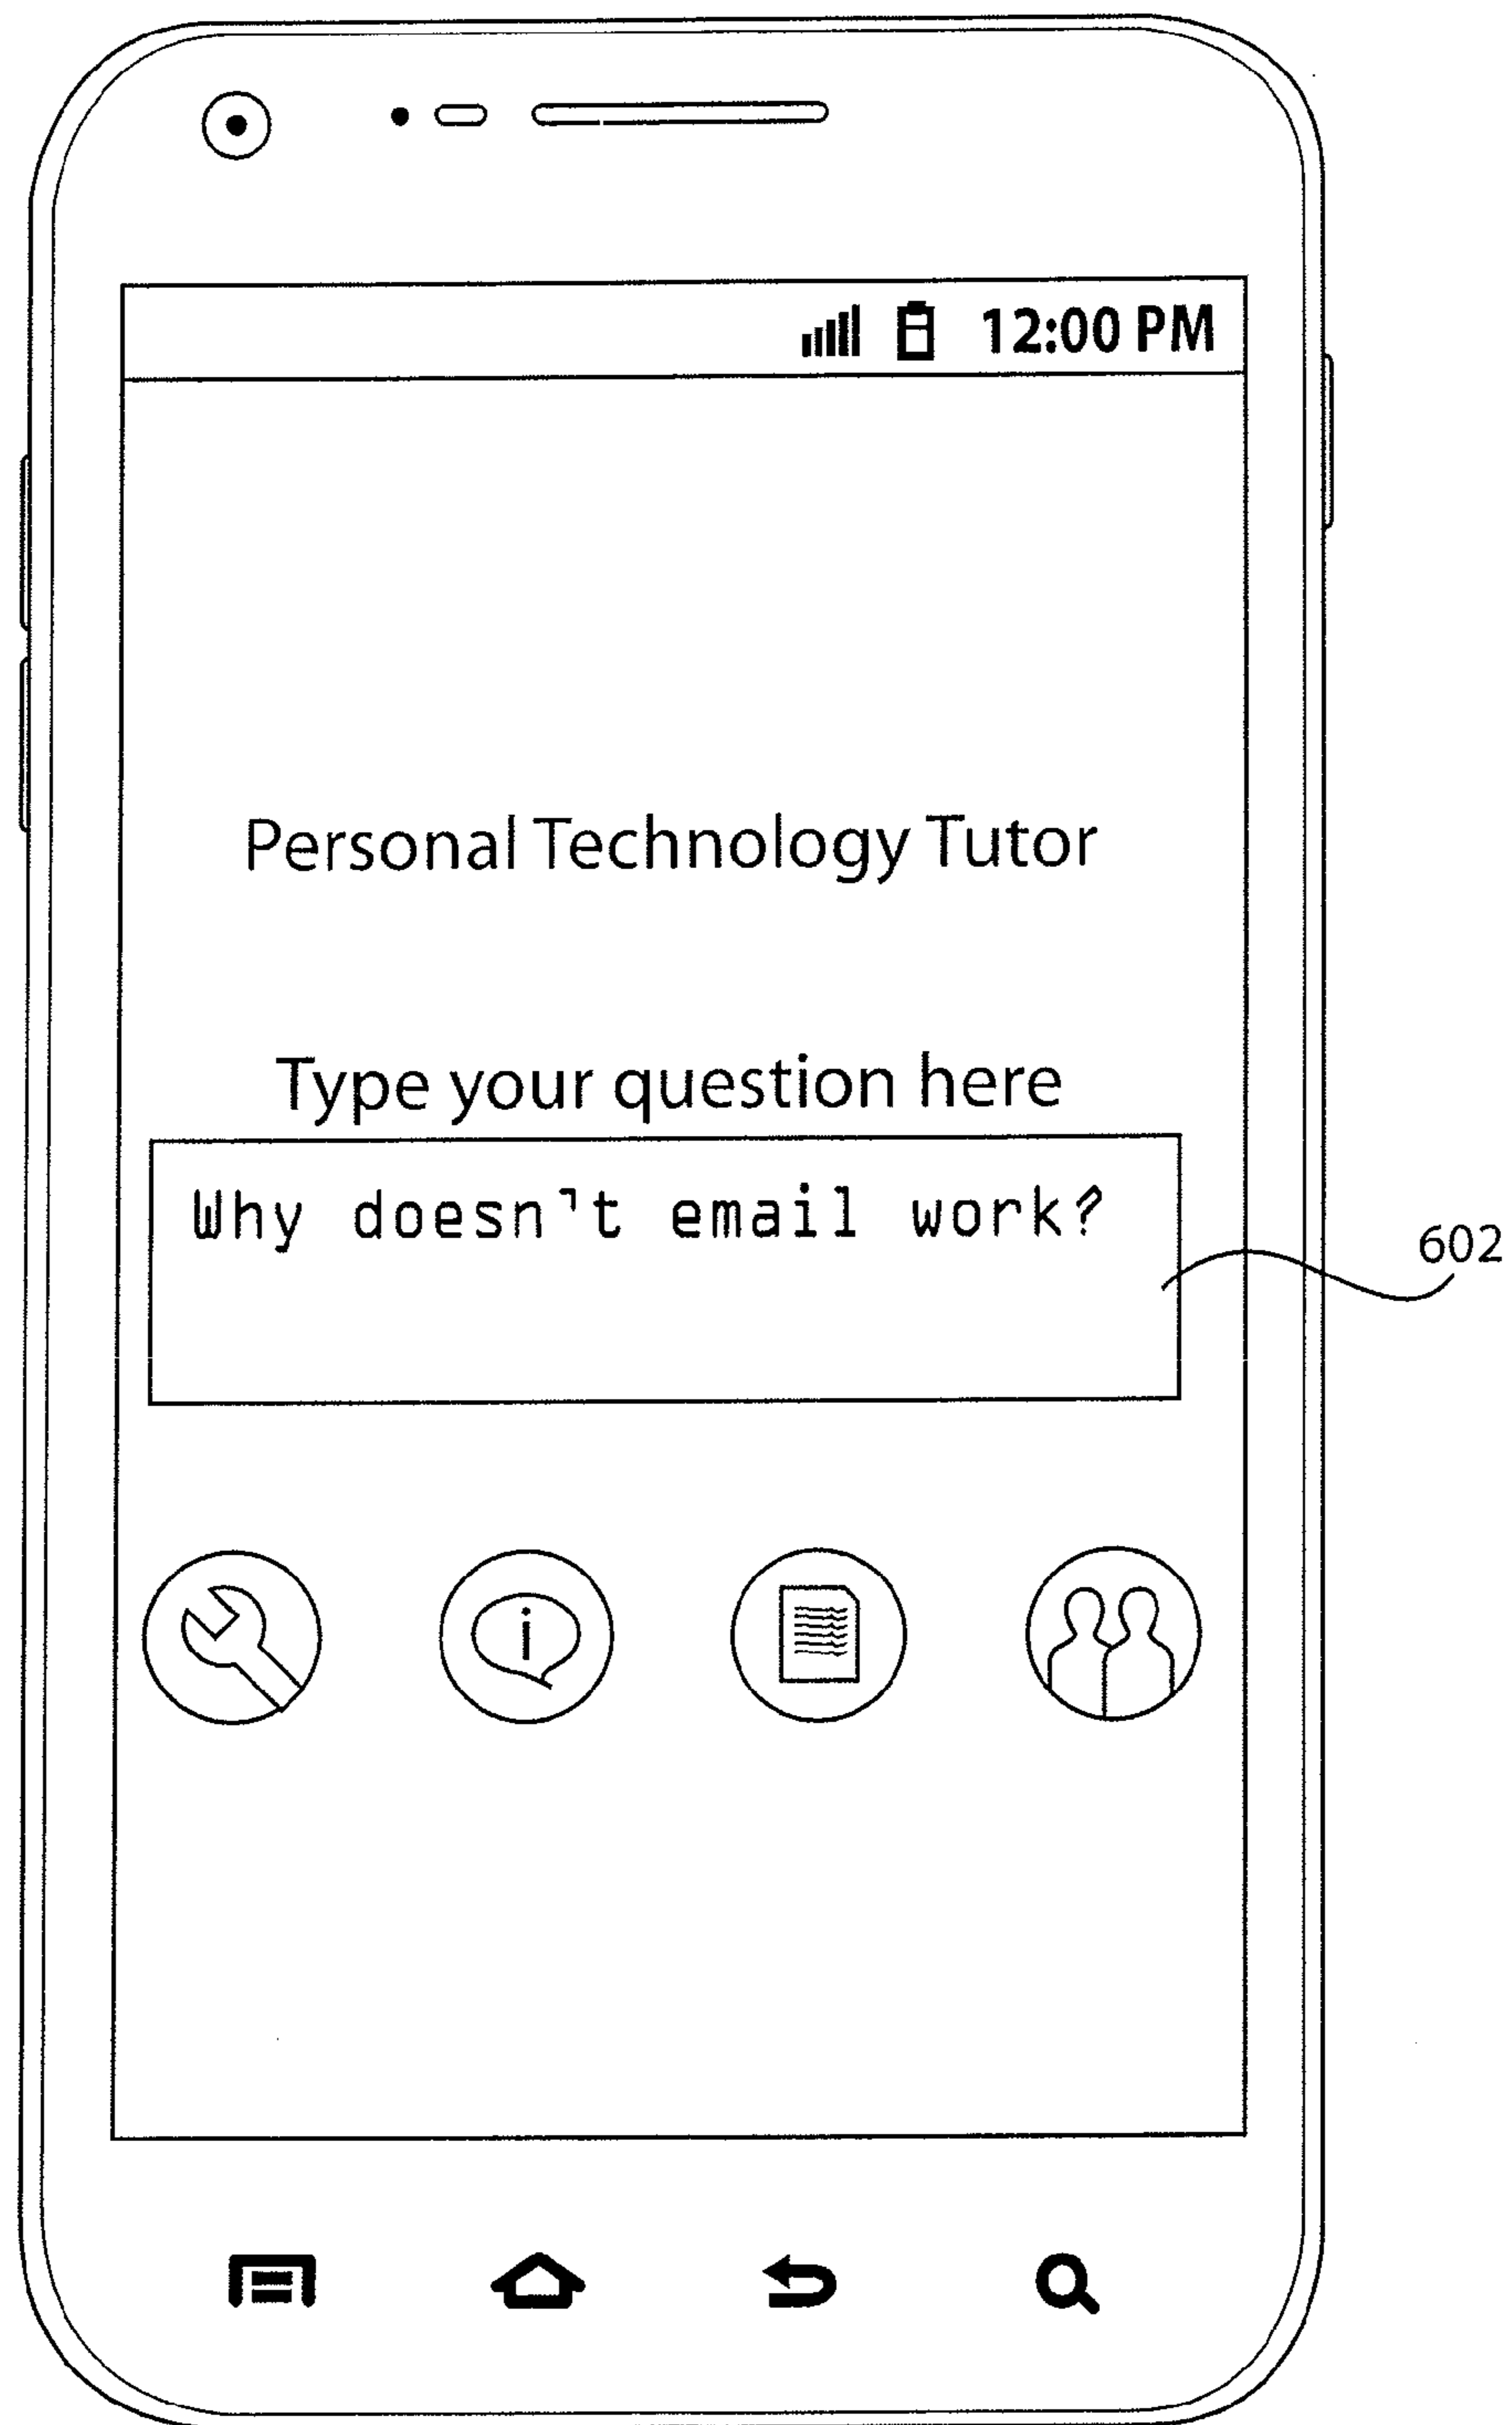 12:00 PM
Personal Technology Tutor
Type your question here
Why doesn't email work?
602
i